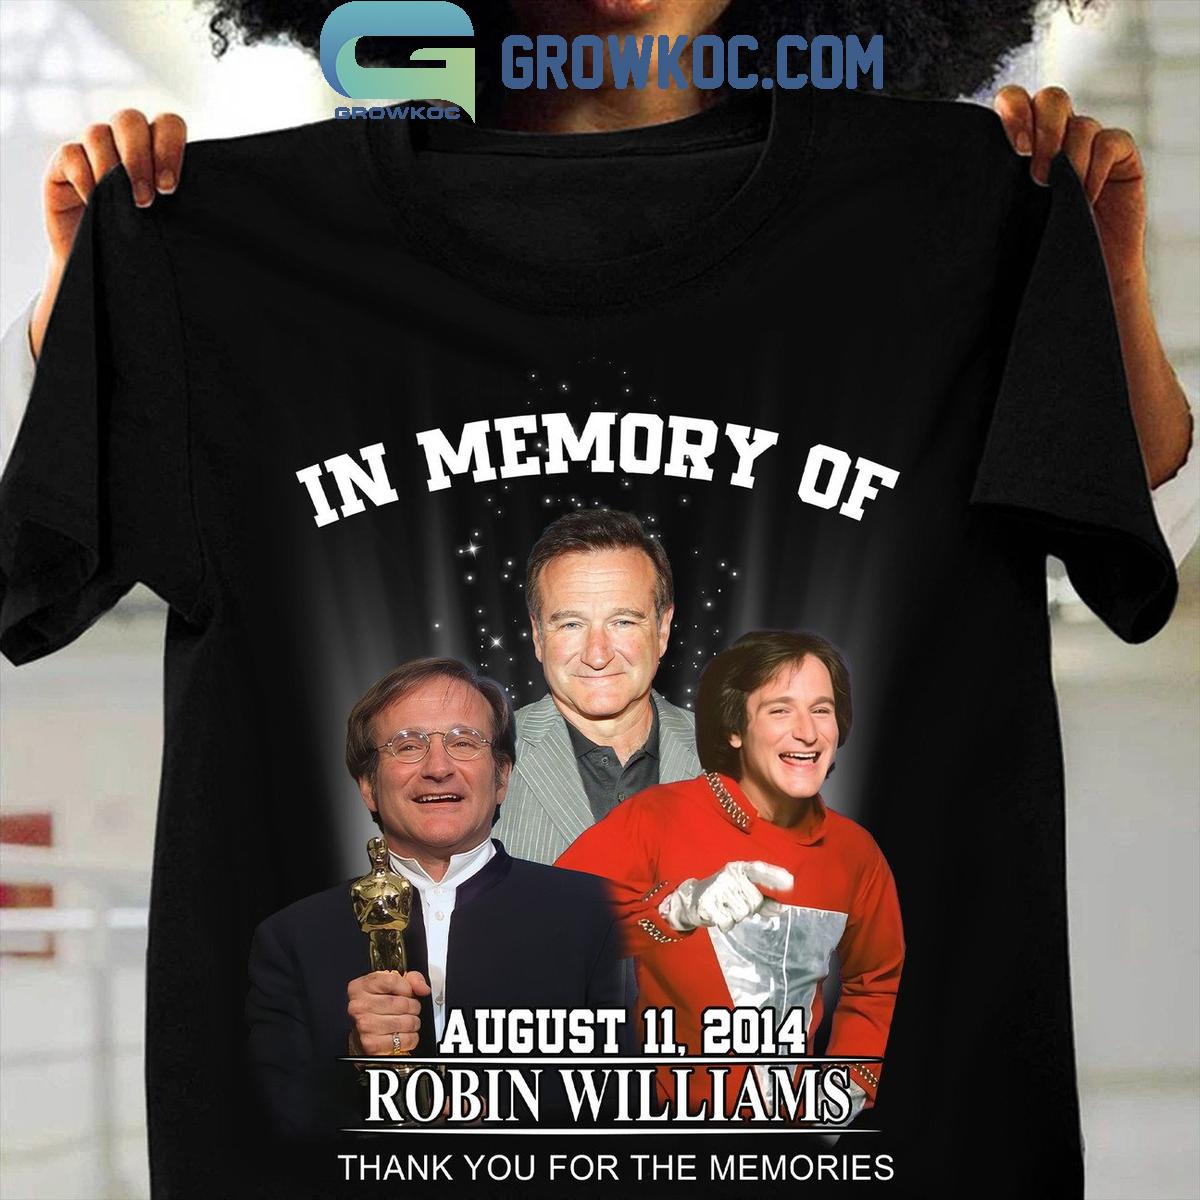 GROWKOC
GROWKOC.COM
IN MEMORY OF
AUGUST 11, 2014
ROBIN WILLIAMS
THANK YOU FOR THE MEMORIES